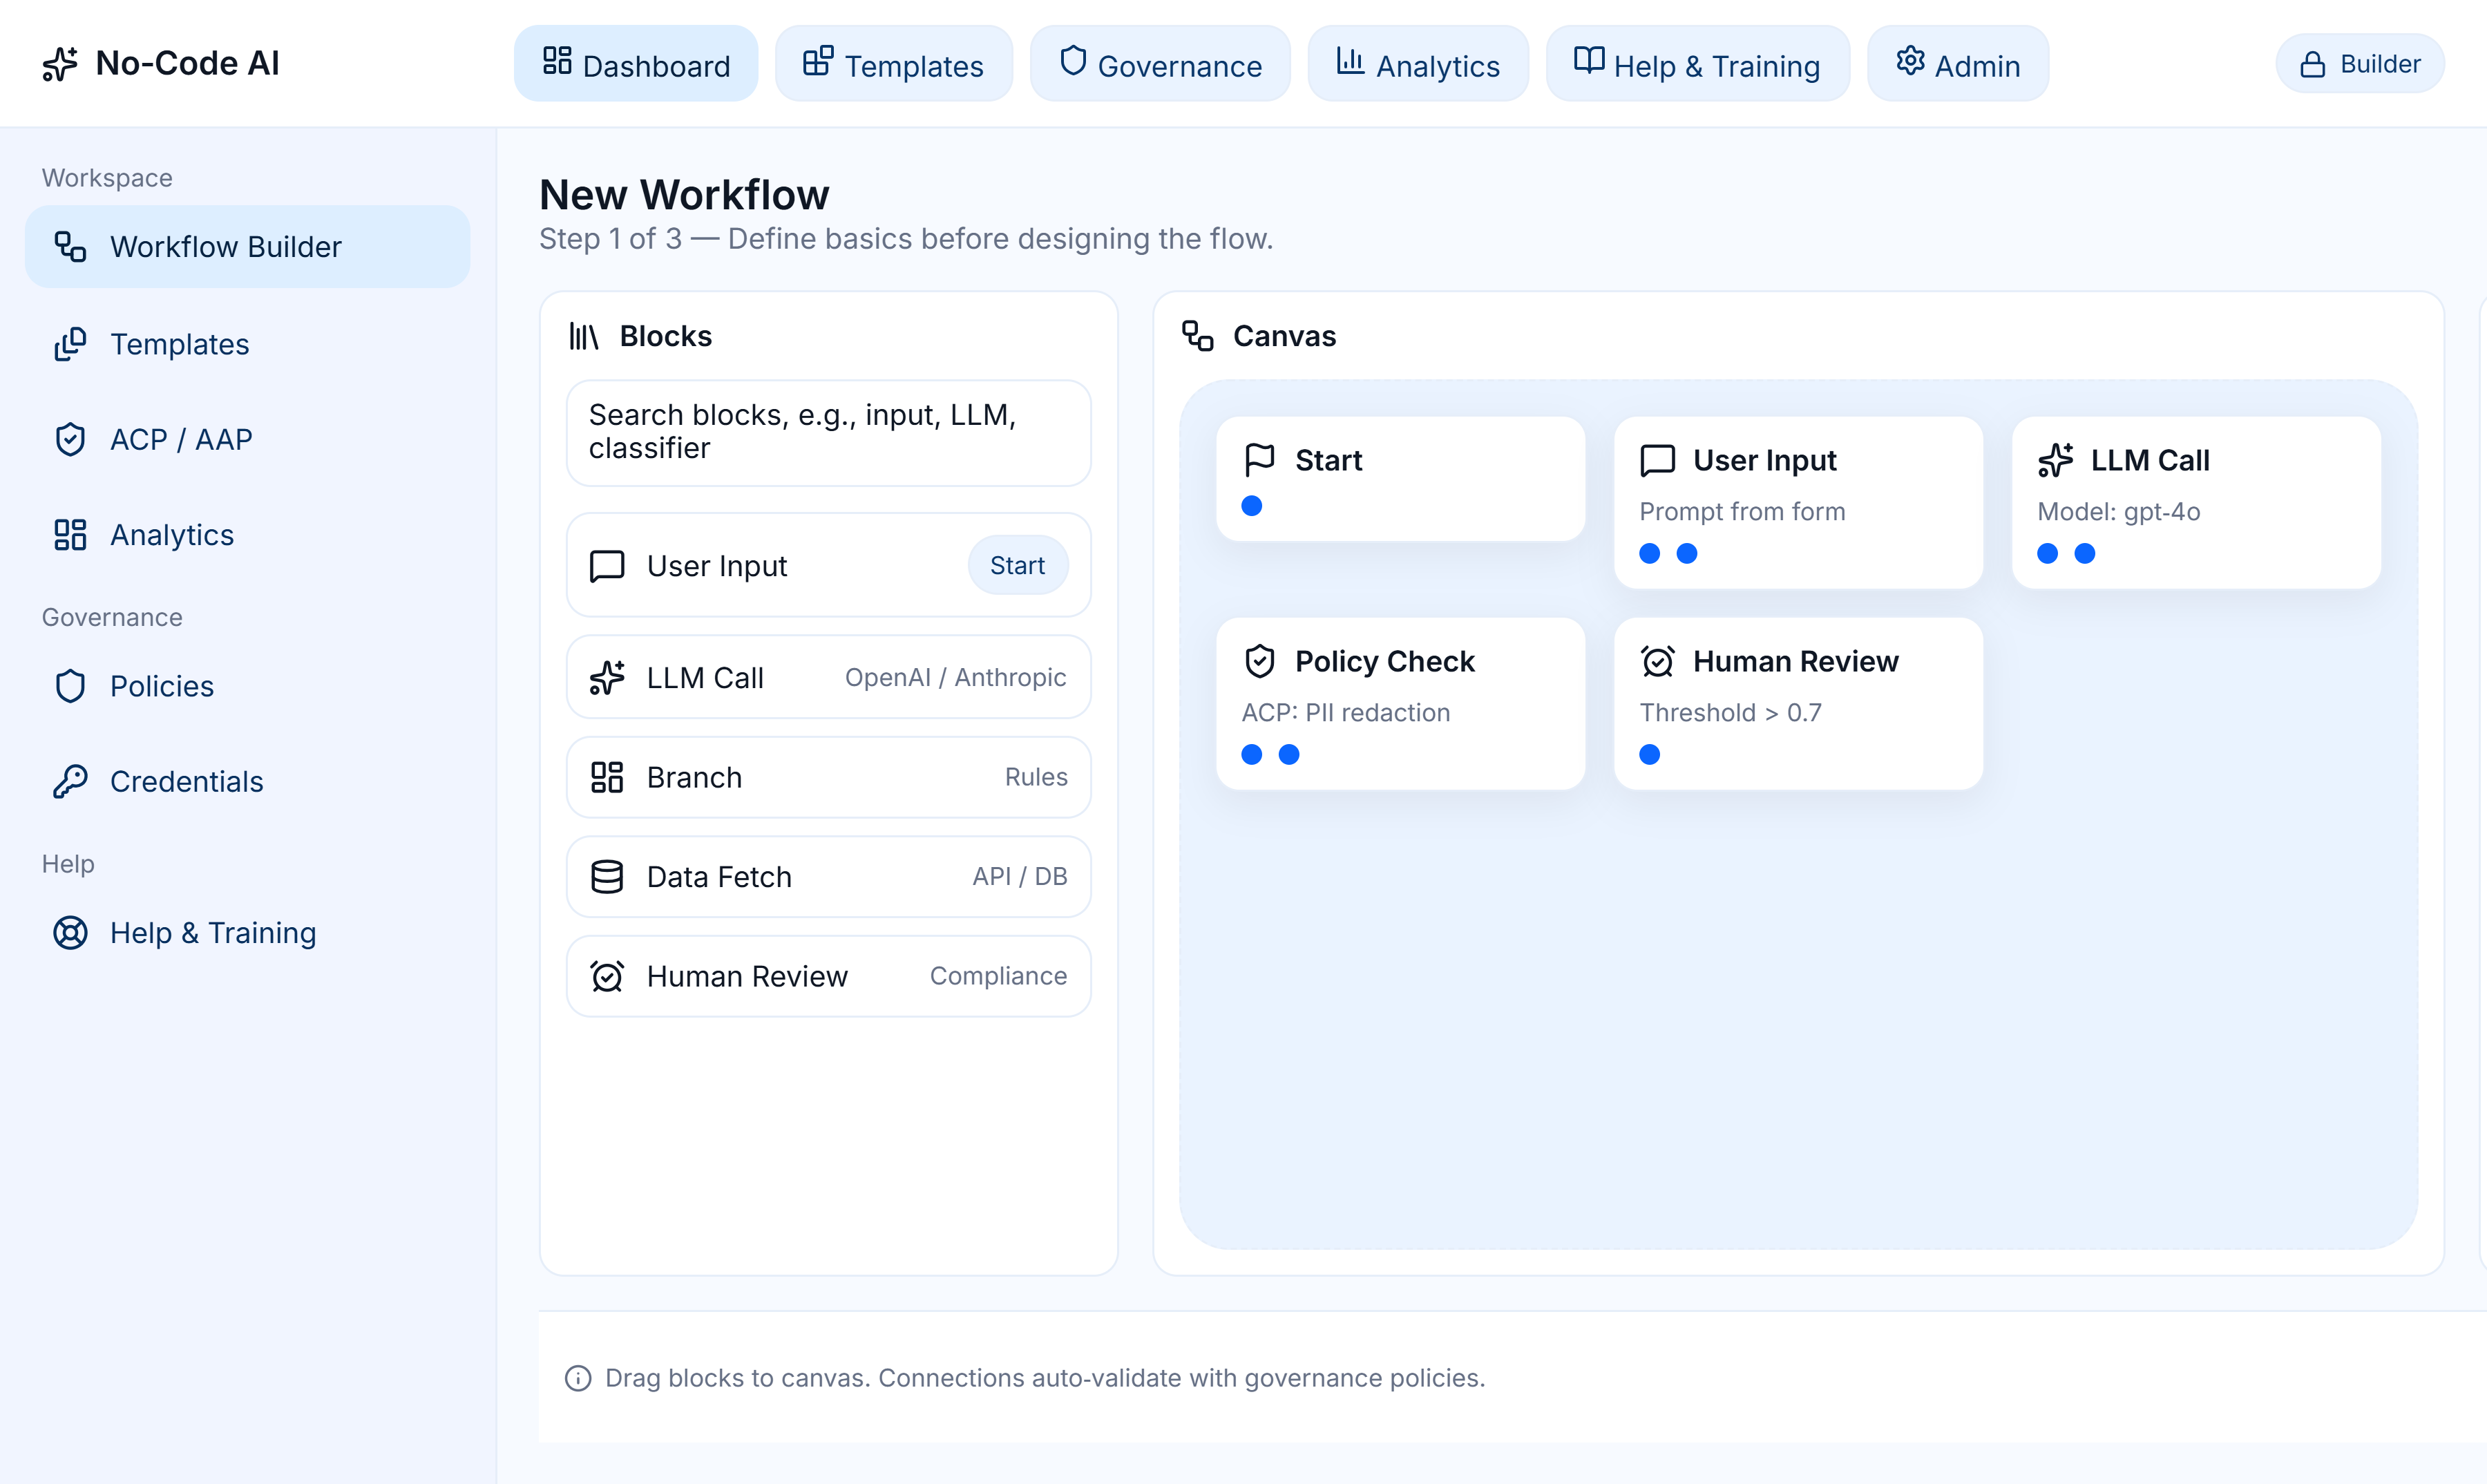 No-Code AI
Dashboard
Templates
Governance
Analytics
Help & Training
Admin
Builder
Workspace
Workflow Builder
Templates
ACP / AAP
Analytics
Governance
Policies
Credentials
Help
Help & Training
New Workflow
Step 1 of 3 — Define basics before designing the flow.
Blocks
Search blocks, e.g., input, LLM,
classifier
User Input
Start
LLM Call
OpenAI / Anthropic
Branch
Rules
Data Fetch
API / DB
Human Review
Compliance
Canvas
Start
User Input
Prompt from form
LLM Call
Model: gpt-4o
Policy Check
ACP: PII redaction
Human Review
Threshold > 0.7
Drag blocks to canvas. Connections auto-validate with governance policies.